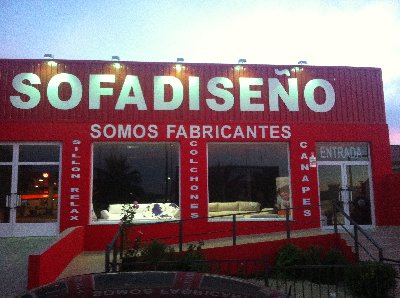 SOFADISEÑO
SOMOS FABRICANTES
SILLON RELAX
COLCHONES
CANAPES
ENTRADA